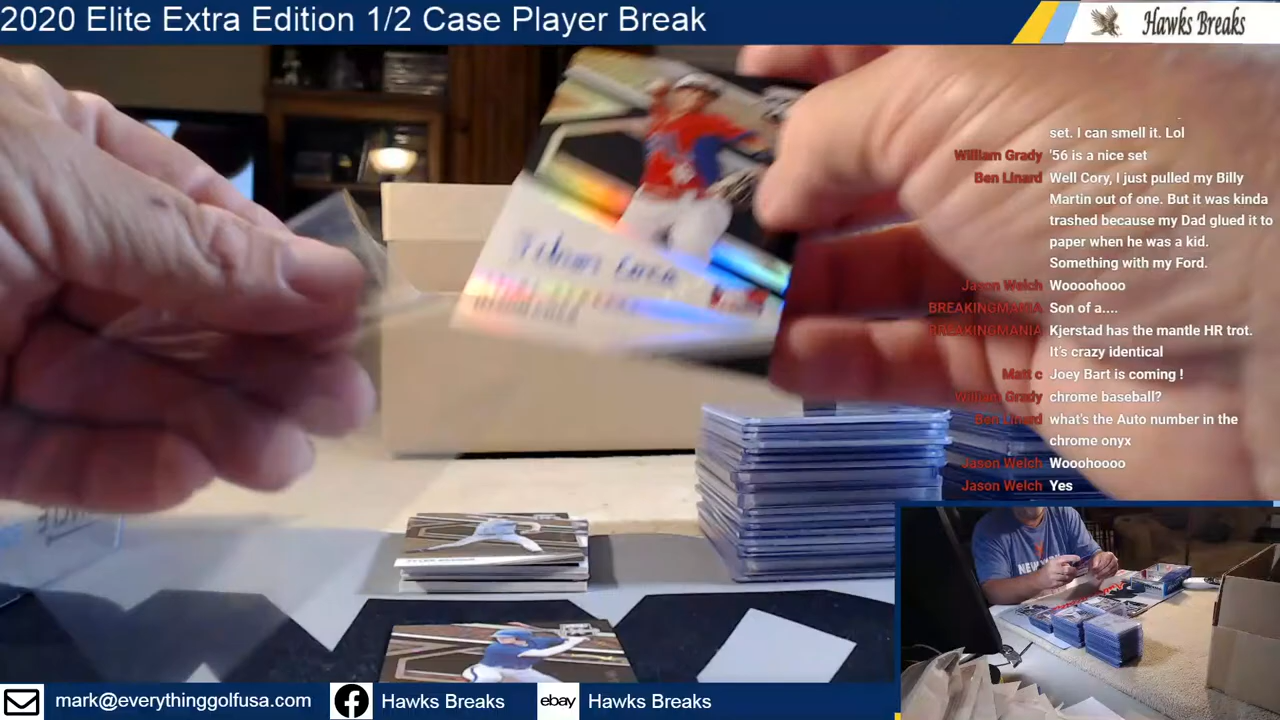 2020 Elite Extra Edition 1/2 Case Player Break
Hawks Breaks
set. I can smell it. Lol
William Grady '56 is a nice set
Ben Linard Well Cory, I just pulled my Billy
Martin out of one. But it was kinda
trashed because my Dad glued it to
paper when he was a kid.
Something with my Ford.
Jason Welch Woooohooo
BREAKINGMANIA Son of a....
BREAKINGMANIA Kjerstad has the mantle HR trot.
It's crazy identical
Matt c Joey Bart is coming !
William Grady chrome baseball?
Ben Linard what's the Auto number in the
chrome onyx
Jason Welch Wooohoooo
Jason Welch Yes
mark@everythinggolfusa.com
Hawks Breaks
ebay
Hawks Breaks